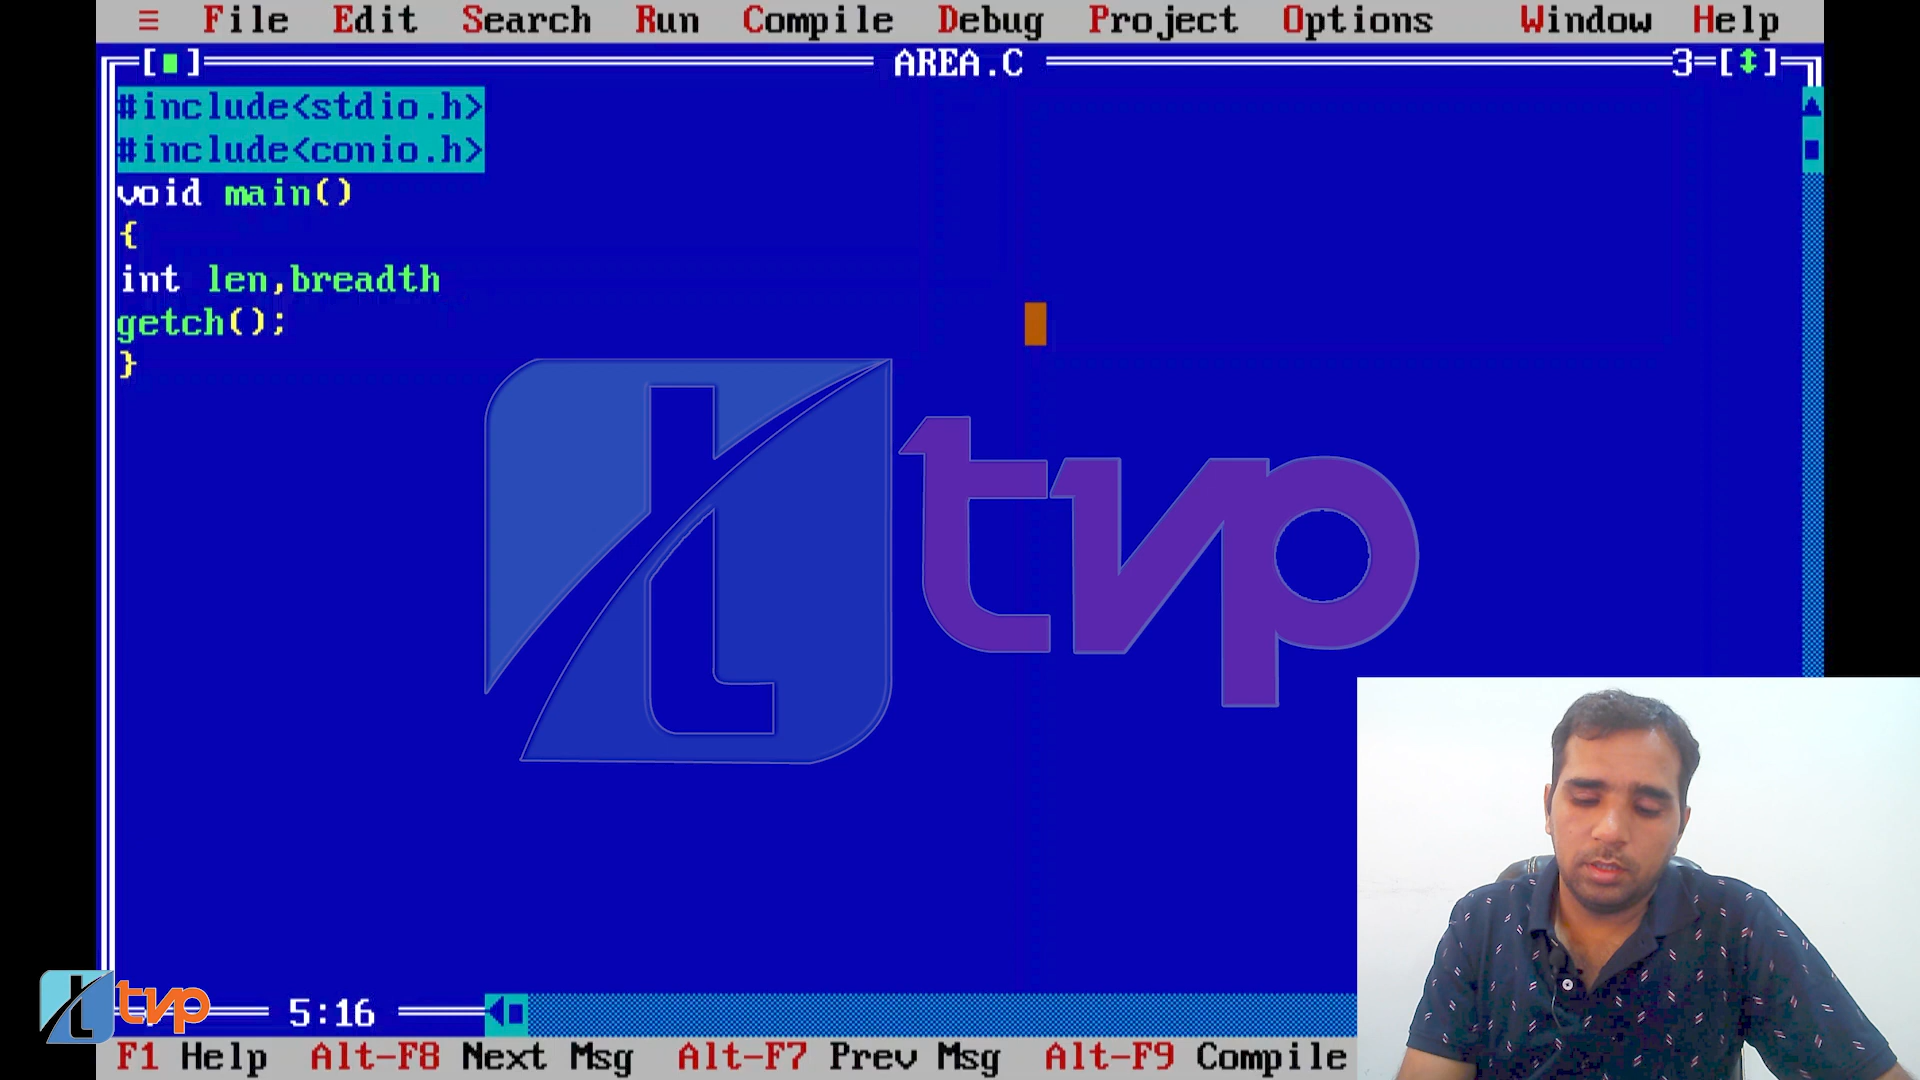 ≡ File Edit Search Run Compile Debug Project Options Window Help
[■] AREA.C 3=[↕]
#include<stdio.h>
#include<conio.h>
void main()
{
int len,breadth
getch();
}
tvp
tvp
5:16
F1 Help Alt-F8 Next Msg Alt-F7 Prev Msg Alt-F9 Compile